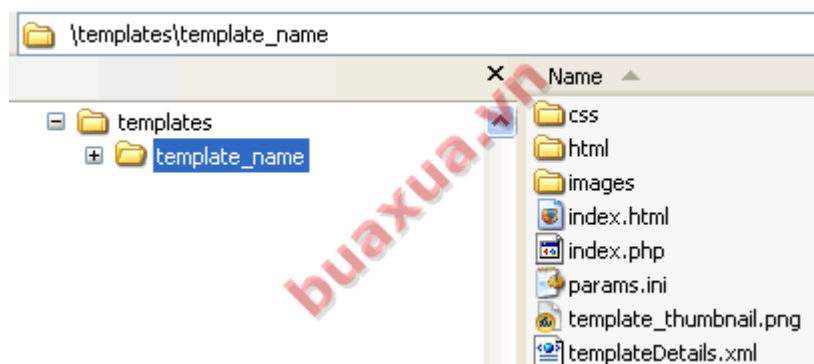 \templates\template_name
Name
templates
template_name
css
html
images
index.html
index.php
params.ini
template_thumbnail.png
templateDetails.xml
buaxua.vn